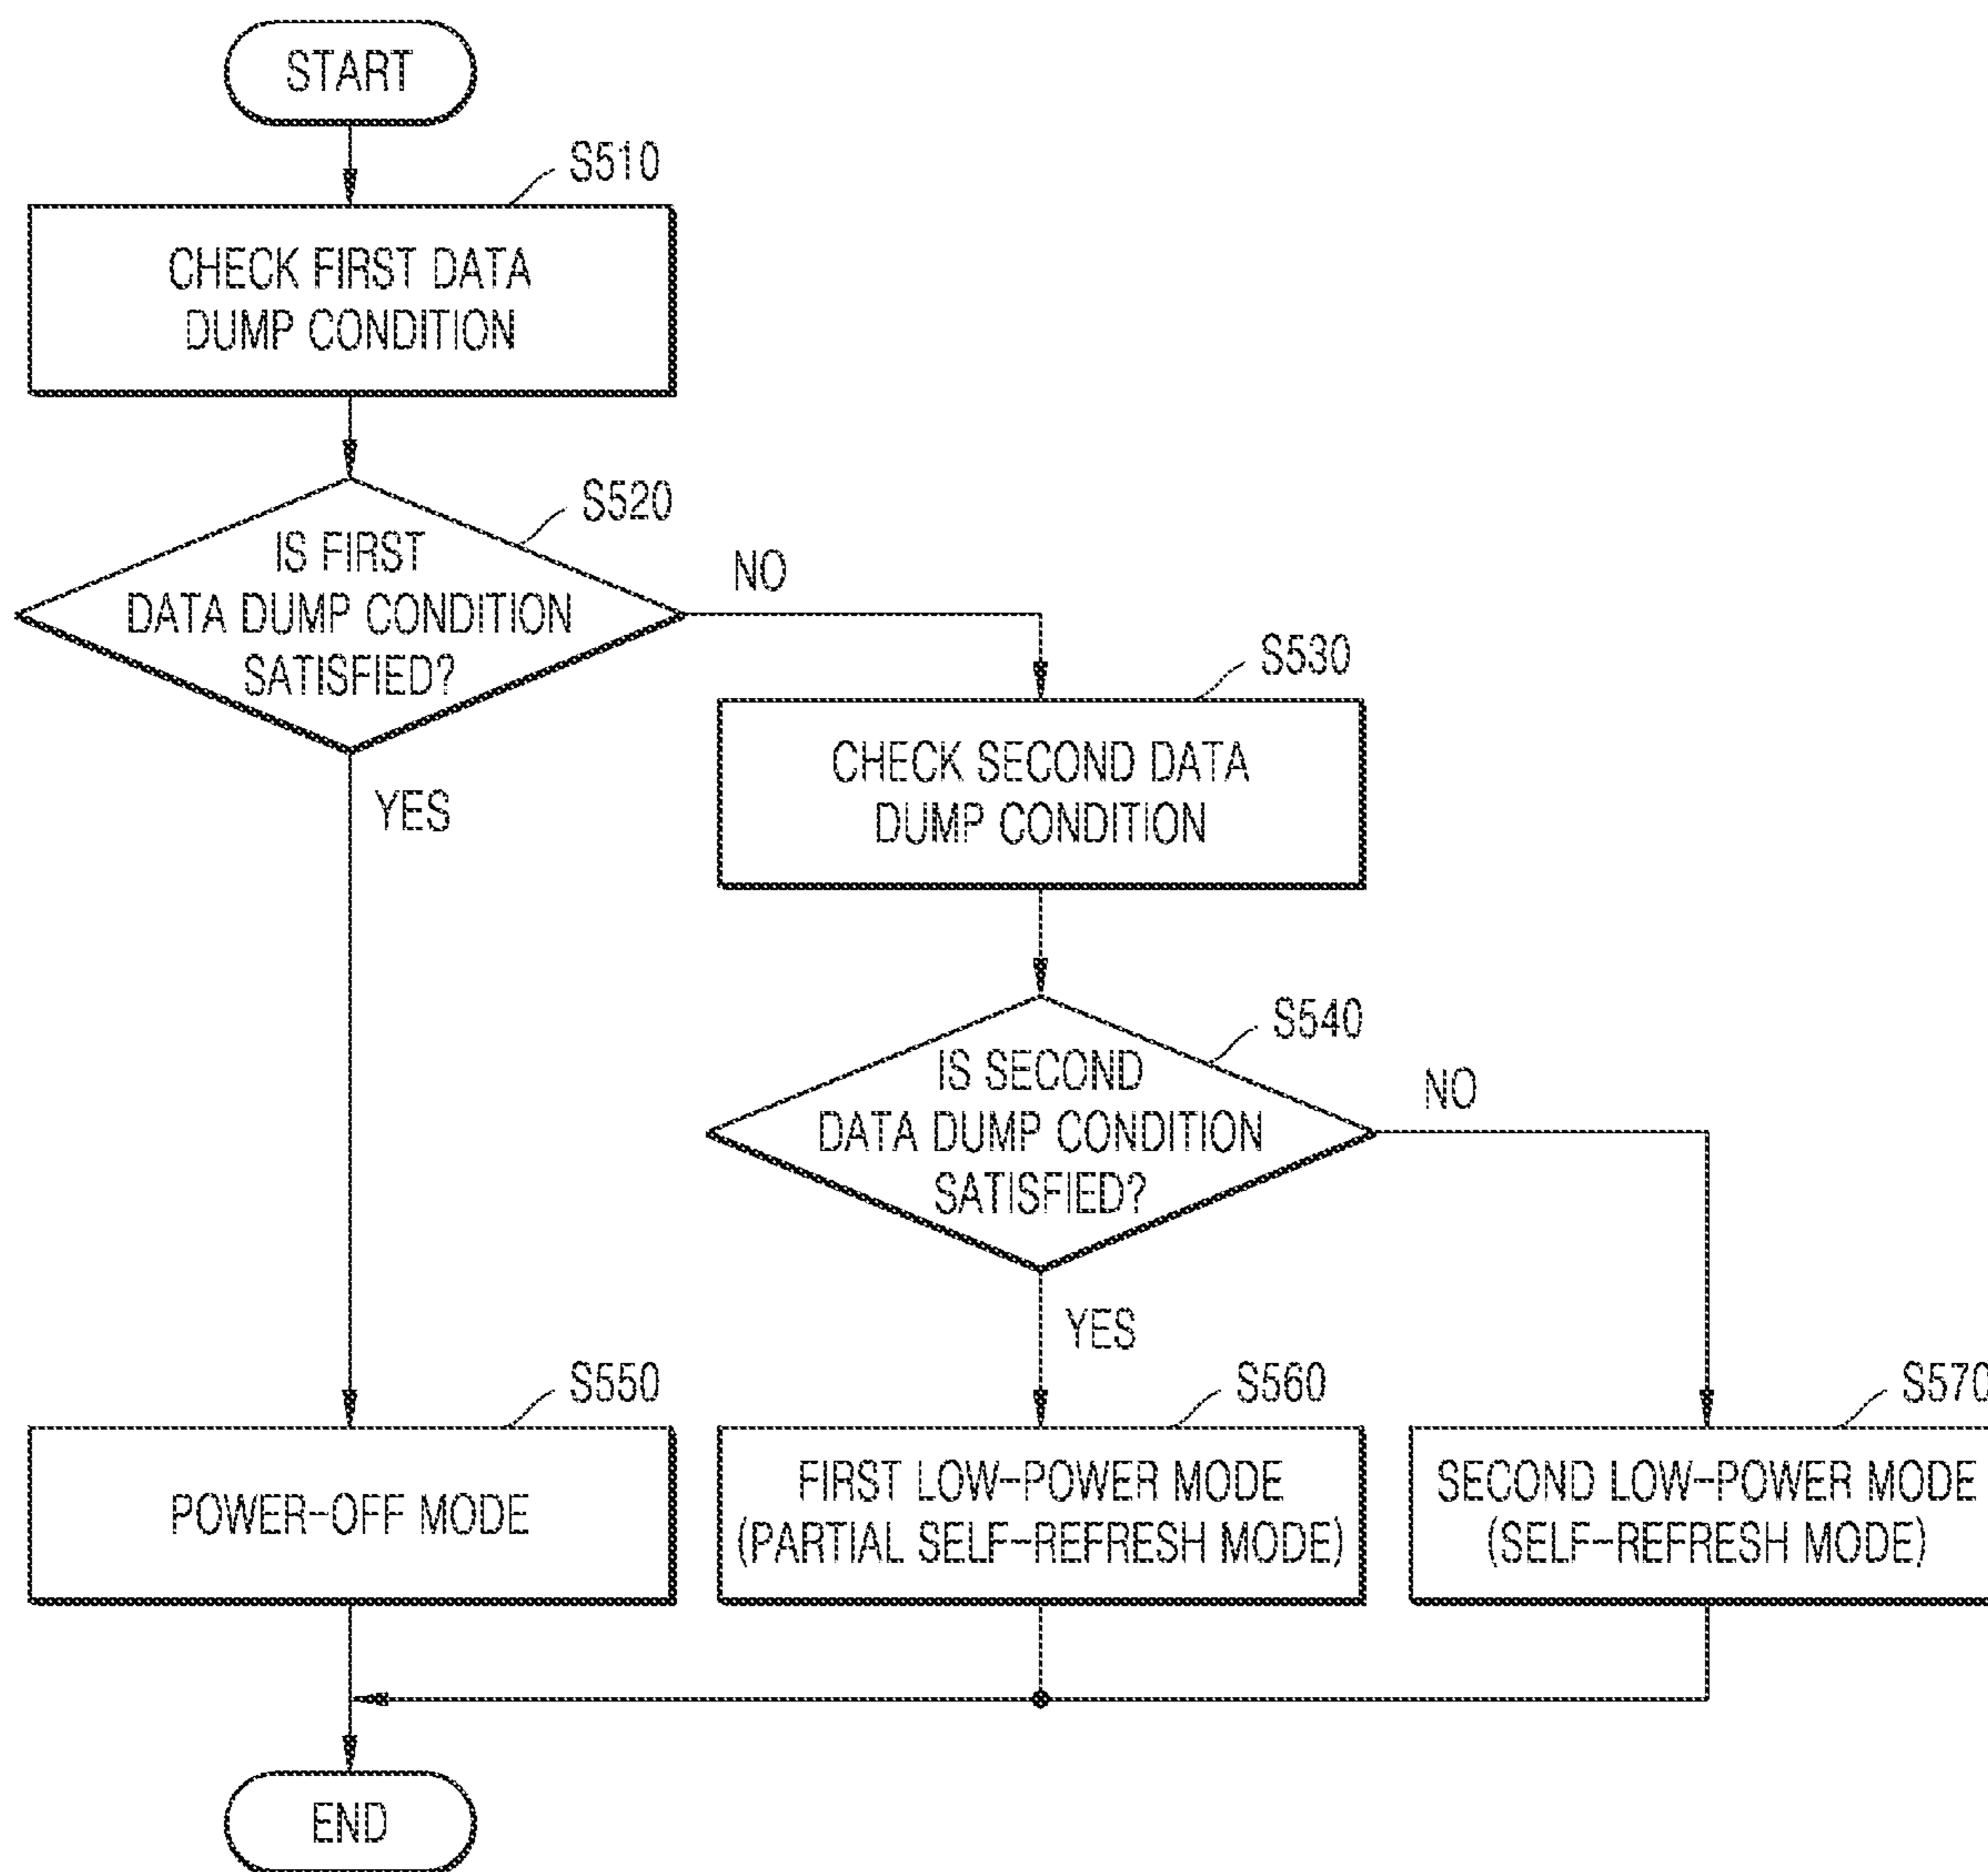 START
S510
CHECK FIRST DATA
DUMP CONDITION
S520
IS FIRST
DATA DUMP CONDITION
SATISFIED?
NO
YES
S530
CHECK SECOND DATA
DUMP CONDITION
S540
IS SECOND
DATA DUMP CONDITION
SATISFIED?
NO
YES
S550
POWER-OFF MODE
S560
FIRST LOW-POWER MODE
(PARTIAL SELF-REFRESH MODE)
S570
SECOND LOW-POWER MODE
(SELF-REFRESH MODE)
END